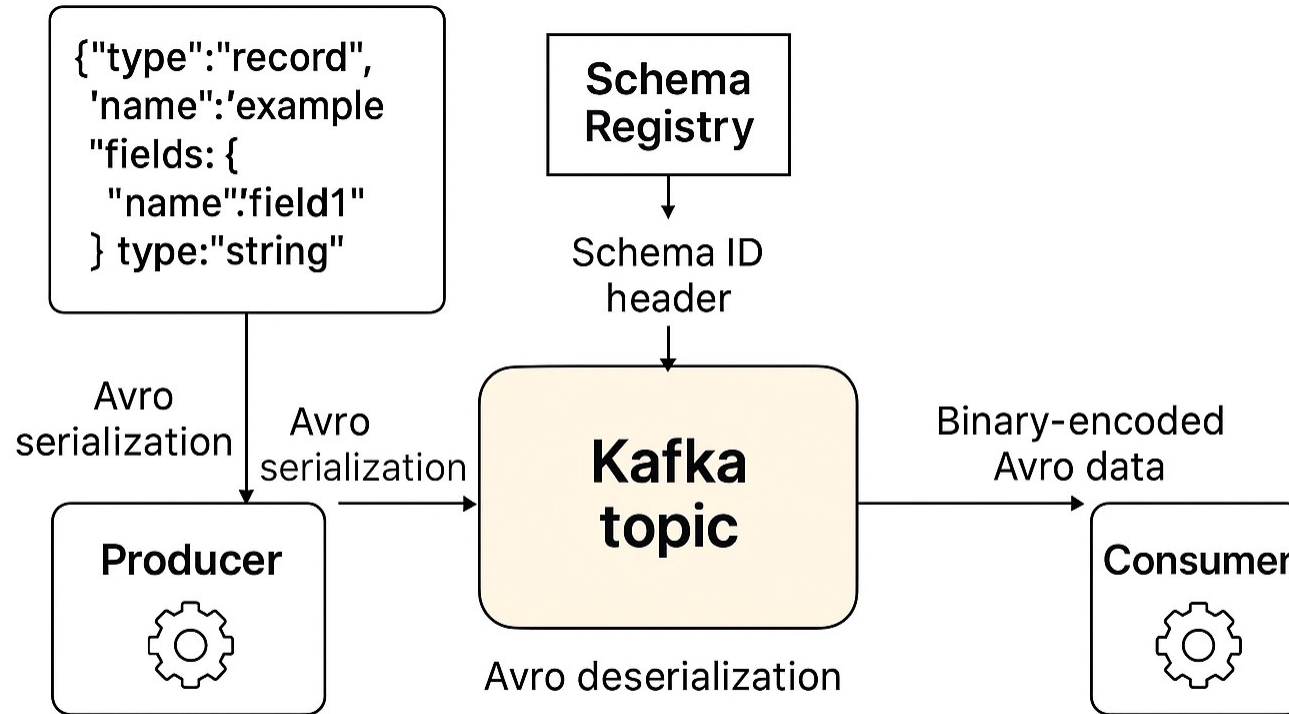 {"type":"record",
'name":'example
"fields: {
"name":'field1"
} type:"string"
Schema
Registry
Schema ID
header
Avro
serialization
Avro
serialization
Kafka
topic
Binary-encoded
Avro data
Producer
Consumer
Avro deserialization